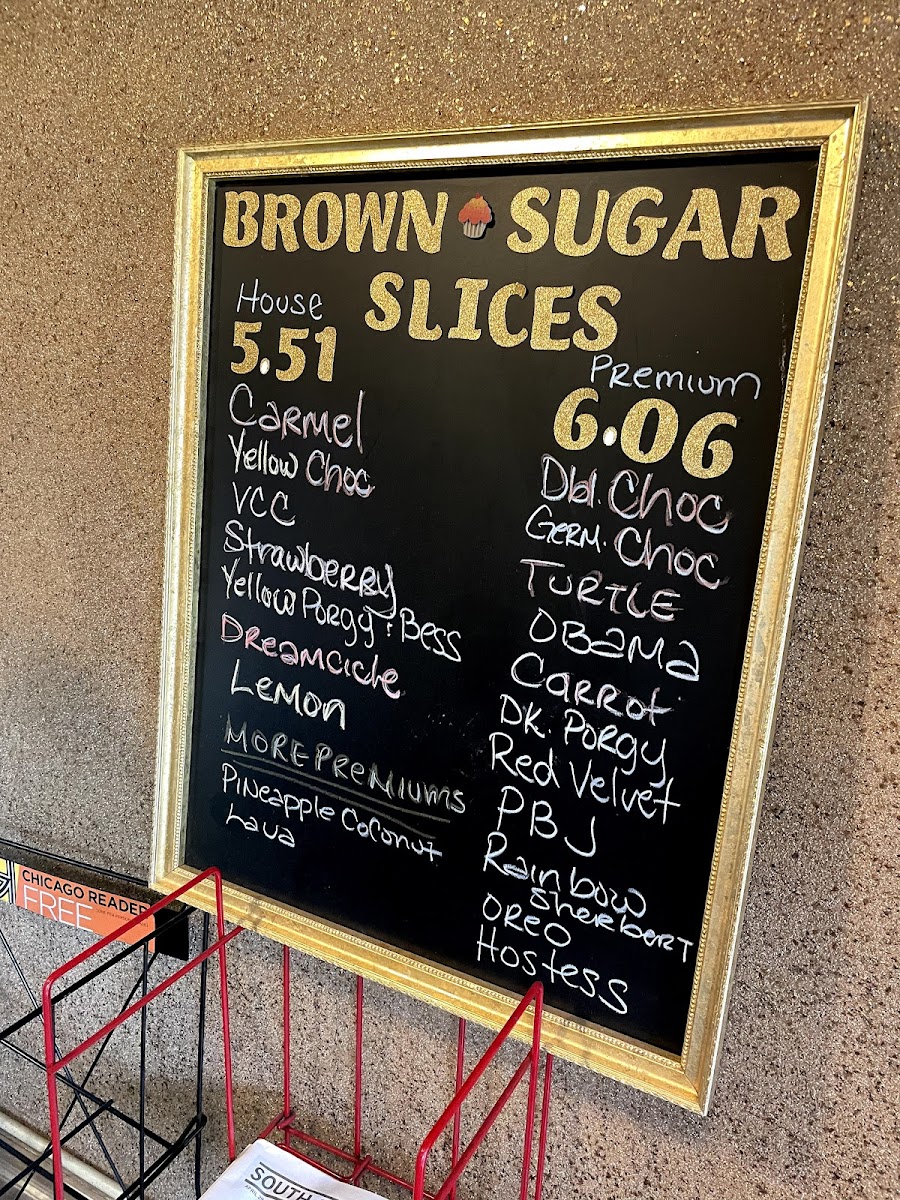 BROWN SUGAR
SLICES
House
5.51
Carmel
Yellow Choc
VCC
Strawberry
Yellow Porgy & Bess
Dreamcicle
Lemon
MORE PREMIUMS
Pineapple Coconut
Lava
Premium
6.06
Dbl. Choc
Germ. Choc
TURTLE
OBama
Carrot
DK. Porgy
Red Velvet
PBJ
Rainbow
Sherbert
OREO
Hostess
CHICAGO READER
FREE
SOUTH